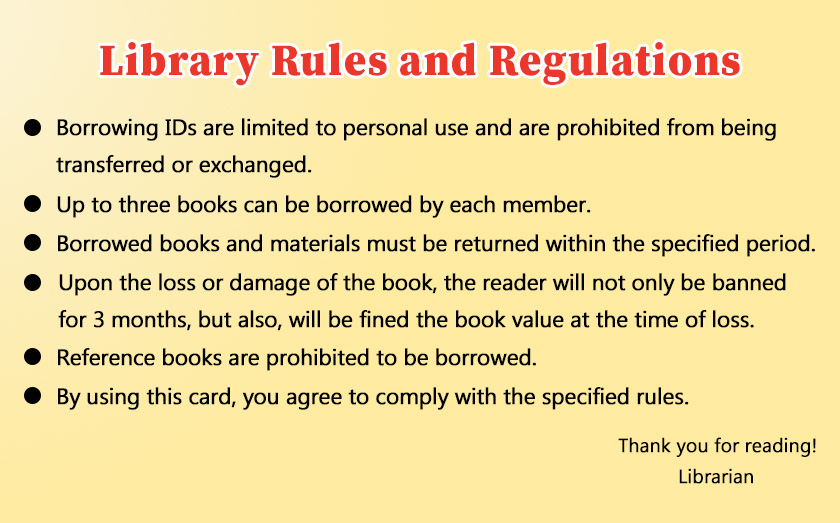 Library Rules and Regulations
● Borrowing IDs are limited to personal use and are prohibited from being
transferred or exchanged.
● Up to three books can be borrowed by each member.
● Borrowed books and materials must be returned within the specified period.
● Upon the loss or damage of the book, the reader will not only be banned
for 3 months, but also, will be fined the book value at the time of loss.
● Reference books are prohibited to be borrowed.
● By using this card, you agree to comply with the specified rules.
Thank you for reading!
Librarian